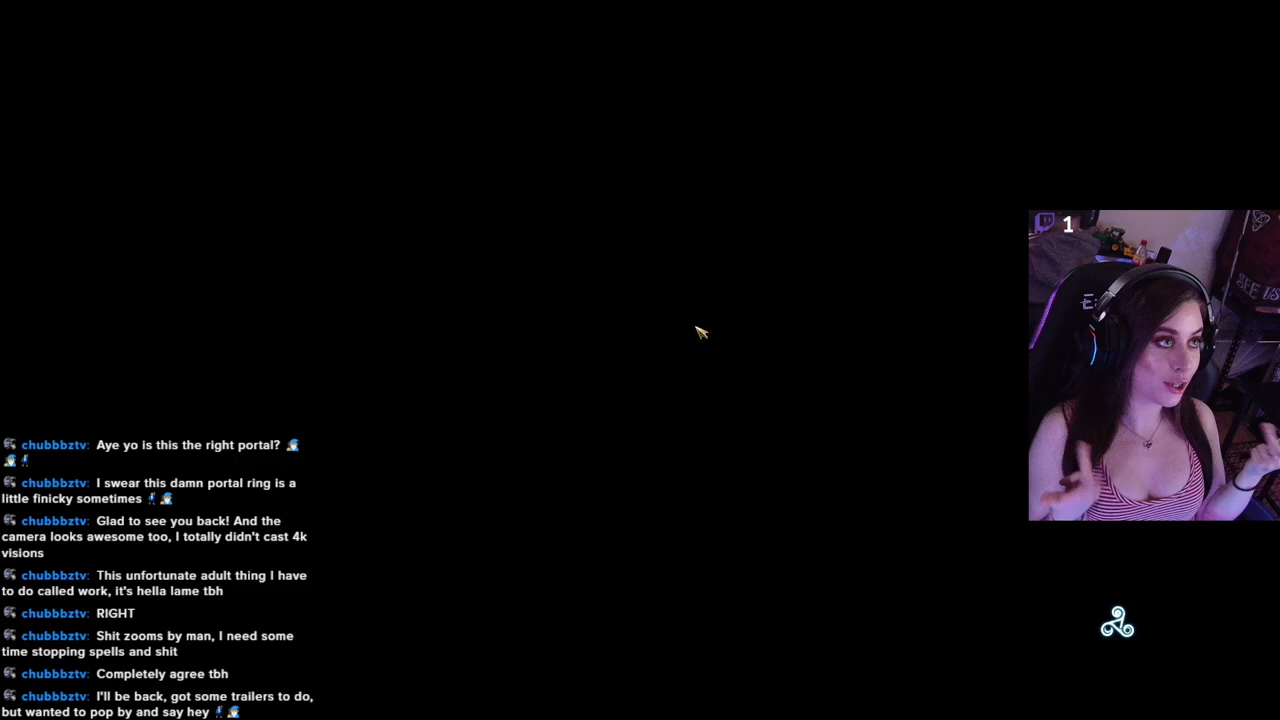 1
E
SEE US
chubbbztv: Aye yo is this the right portal?
chubbbztv: I swear this damn portal ring is a
little finicky sometimes
chubbbztv: Glad to see you back! And the
camera looks awesome too, I totally didn't cast 4k
visions
chubbbztv: This unfortunate adult thing I have
to do called work, it's hella lame tbh
chubbbztv: RIGHT
chubbbztv: Shit zooms by man, I need some
time stopping spells and shit
chubbbztv: Completely agree tbh
chubbbztv: I'll be back, got some trailers to do,
but wanted to pop by and say hey